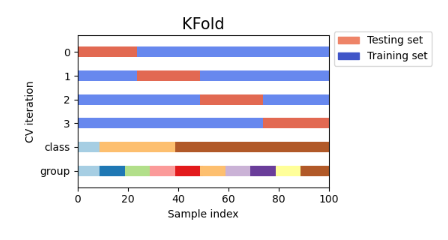 KFold
Testing set
Training set
CV iteration
0
1
2
3
class
group
0 20 40 60 80 100
Sample index